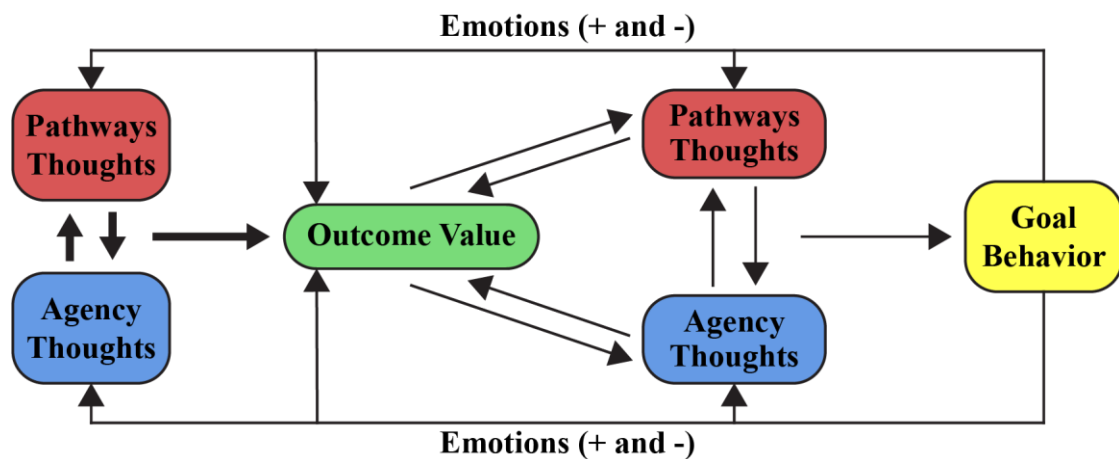 Emotions (+ and -)
Pathways
Thoughts
Agency
Thoughts
Outcome Value
Pathways
Thoughts
Agency
Thoughts
Goal
Behavior
Emotions (+ and -)